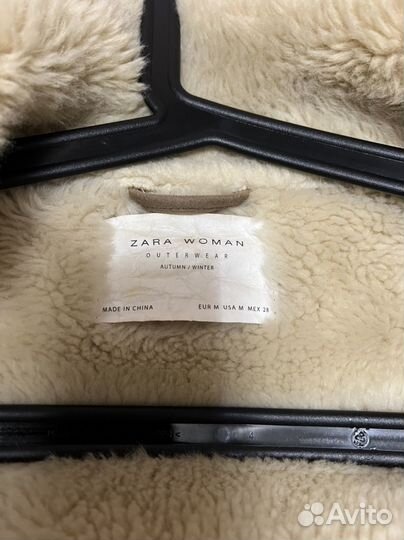 ZARA WOMAN
OUTERWEAR
AUTUMN / WINTER
MADE IN CHINA
EUR M USA M MEX 28
Avito